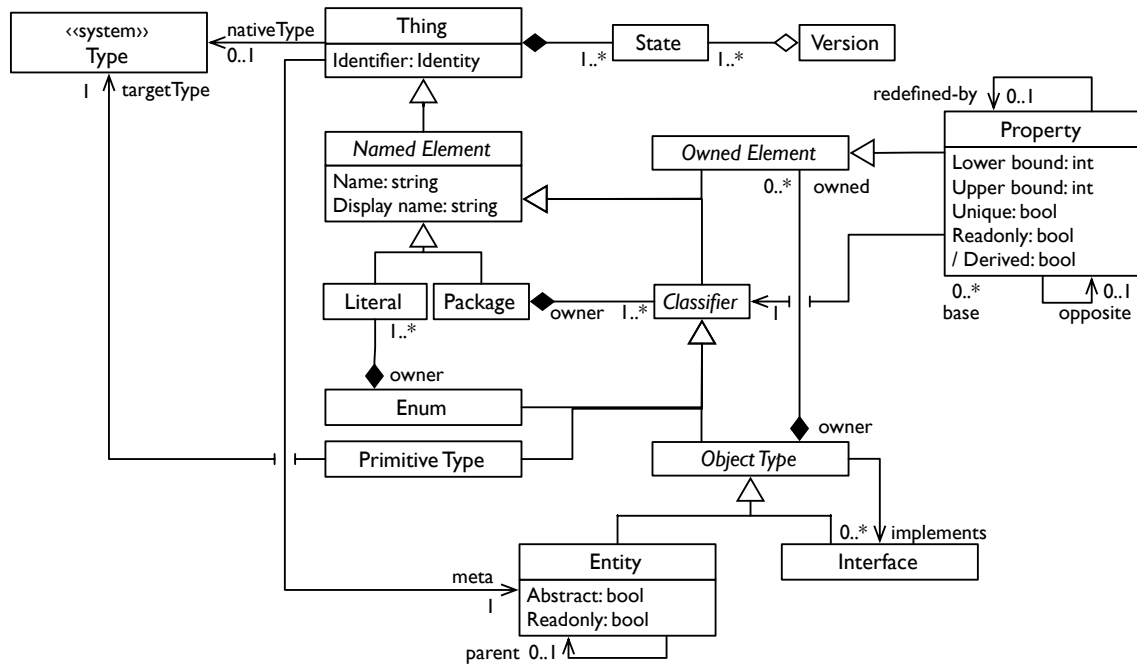 ‹‹system››
Type
nativeType
0..1
Thing
Identifier: Identity
1..*
State
1..*
Version
1
targetType
redefined-by
0..1
Property
Lower bound: int
Upper bound: int
Unique: bool
Readonly: bool
/ Derived: bool
Named Element
Name: string
Display name: string
Owned Element
0..*
owned
Literal
1..*
Package
owner
1..*
Classifier
1
0..*
base
0..1
opposite
owner
Enum
Primitive Type
owner
Object Type
0..*
implements
Interface
meta
1
Entity
Abstract: bool
Readonly: bool
parent
0..1